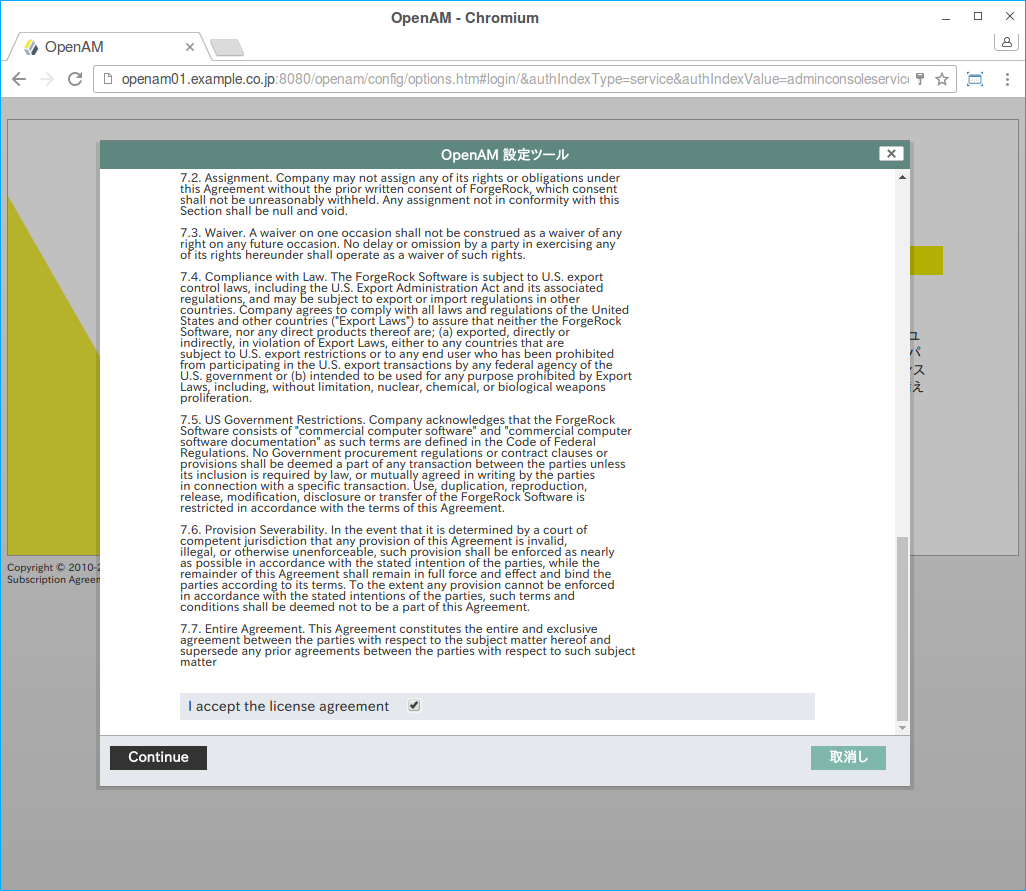 OpenAM - Chromium
OpenAM
openam01.example.co.jp:8080/openam/config/options.htm#login/&authIndexType=service&authIndexValue=adminconsoleservic
OpenAM 設定ツール
7.2. Assignment. Company may not assign any of its rights or obligations under
this Agreement without the prior written consent of ForgeRock, which consent
shall not be unreasonably withheld. Any assignment not in conformity with this
Section shall be null and void.
7.3. Waiver. A waiver on one occasion shall not be construed as a waiver of any
right on any future occasion. No delay or omission by a party in exercising any
of its rights hereunder shall operate as a waiver of such rights.
7.4. Compliance with Law. The ForgeRock Software is subject to U.S. export
control laws, including the U.S. Export Administration Act and its associated
regulations, and may be subject to export or import regulations in other
countries. Company agrees to comply with all laws and regulations of the United
States and other countries ("Export Laws") to assure that neither the ForgeRock
Software, nor any direct products thereof are; (a) exported, directly or
indirectly, in violation of Export Laws, either to any countries that are
subject to U.S. export restrictions or to any end user who has been prohibited
from participating in the U.S. export transactions by any federal agency of the
U.S. government or (b) intended to be used for any purpose prohibited by Export
Laws, including, without limitation, nuclear, chemical, or biological weapons
proliferation.
7.5. US Government Restrictions. Company acknowledges that the ForgeRock
Software consists of "commercial computer software" and "commercial computer
software documentation" as such terms are defined in the Code of Federal
Regulations. No Government procurement regulations or contract clauses or
provisions shall be deemed a part of any transaction between the parties unless
its inclusion is required by law, or mutually agreed in writing by the parties
in connection with a specific transaction. Use, duplication, reproduction,
release, modification, disclosure or transfer of the ForgeRock Software is
restricted in accordance with the terms of this Agreement.
7.6. Provision Severability. In the event that it is determined by a court of
competent jurisdiction that any provision of this Agreement is invalid,
illegal, or otherwise unenforceable, such provision shall be enforced as nearly
as possible in accordance with the stated intention of the parties, while the
remainder of this Agreement shall remain in full force and effect and bind the
parties according to its terms. To the extent any provision cannot be enforced
in accordance with the stated intentions of the parties, such terms and
conditions shall be deemed not to be a part of this Agreement.
7.7. Entire Agreement. This Agreement constitutes the entire and exclusive
agreement between the parties with respect to the subject matter hereof and
supersede any prior agreements between the parties with respect to such subject
matter
I accept the license agreement
Continue
取消し
ュ
パ
ス
え
Copyright © 2010-2
Subscription Agreem